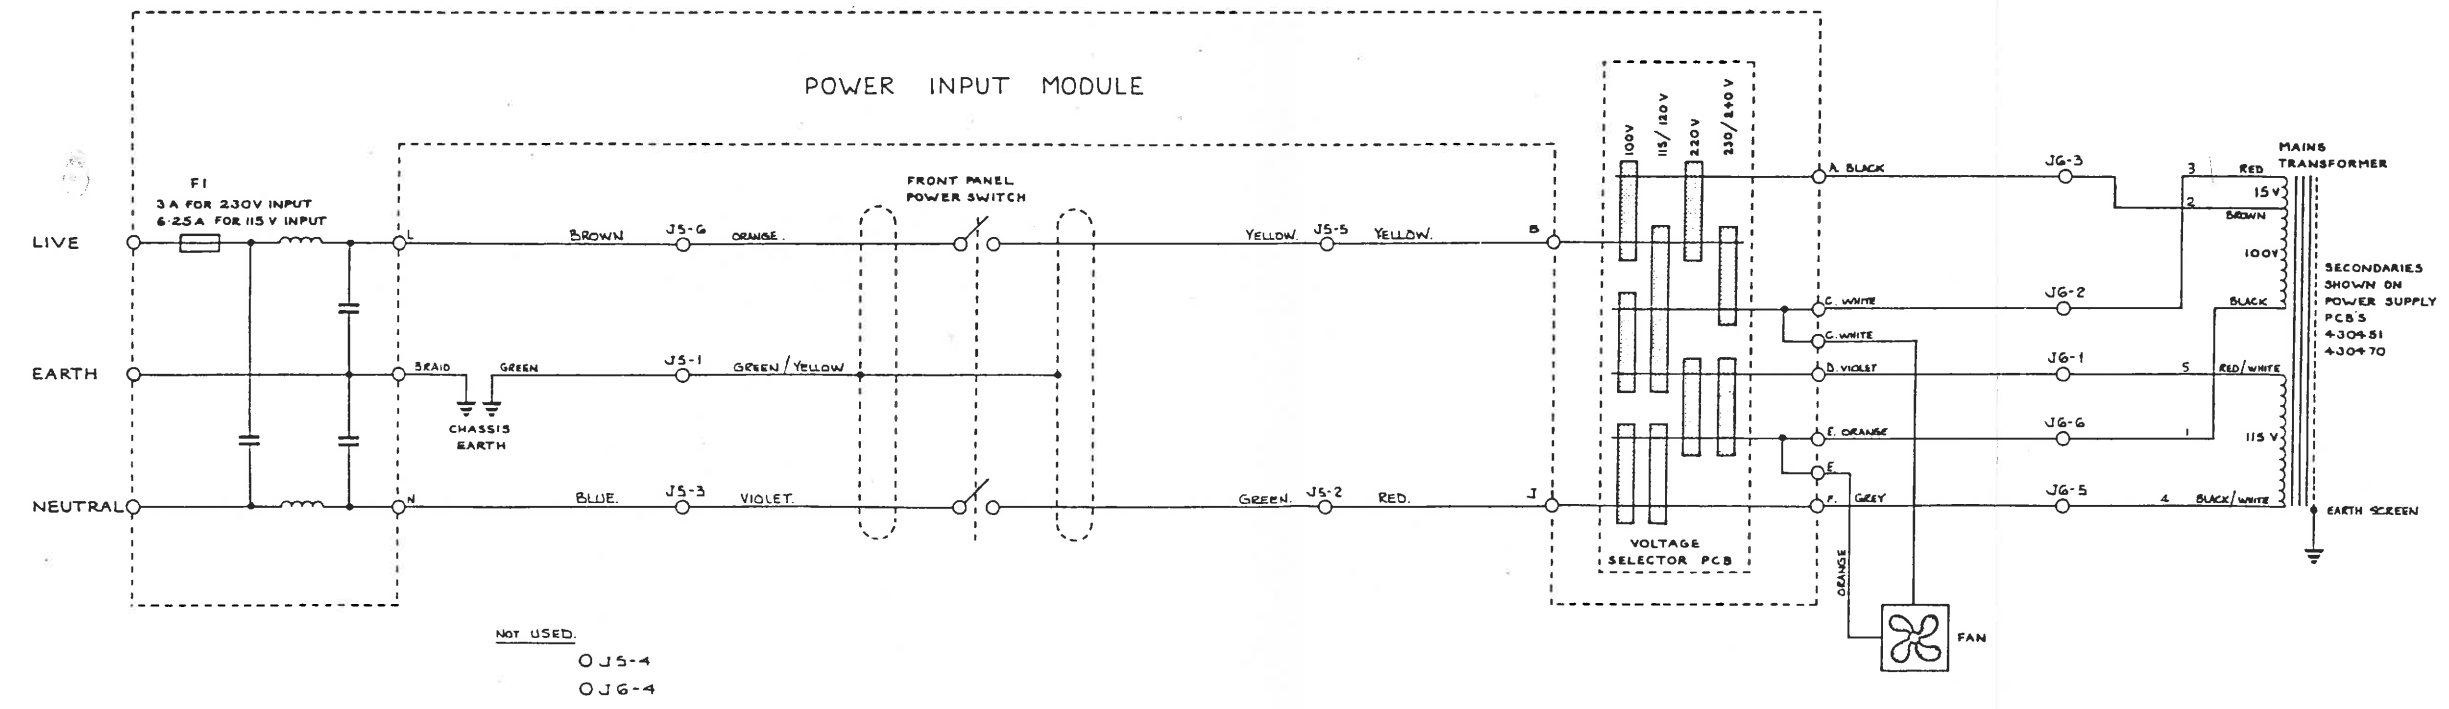 POWER INPUT MODULE
F1
3A FOR 230V INPUT
6.25A FOR 115V INPUT
LIVE
EARTH
NEUTRAL
L
BROWN
J5-6
ORANGE.
FRONT PANEL
POWER SWITCH
YELLOW.
J5-5
YELLOW.
B
BRAID
GREEN
J5-1
GREEN/YELLOW
CHASSIS
EARTH
N
BLUE.
J5-3
VIOLET.
GREEN.
J5-2
RED.
J
100V
115/120V
220V
230/240V
VOLTAGE
SELECTOR PCB
A. BLACK
C. WHITE
C. WHITE
D. VIOLET
E. ORANGE
E.
F. GREY
ORANGE
FAN
J6-3
J6-2
J6-1
J6-6
J6-5
3
RED
2
BROWN
BLACK
5
RED/WHITE
1
4
BLACK/WHITE
15V
100V
115V
MAINS
TRANSFORMER
SECONDARIES
SHOWN ON
POWER SUPPLY
PCB'S
430451
430470
EARTH SCREEN
NOT USED.
J5-4
J6-4